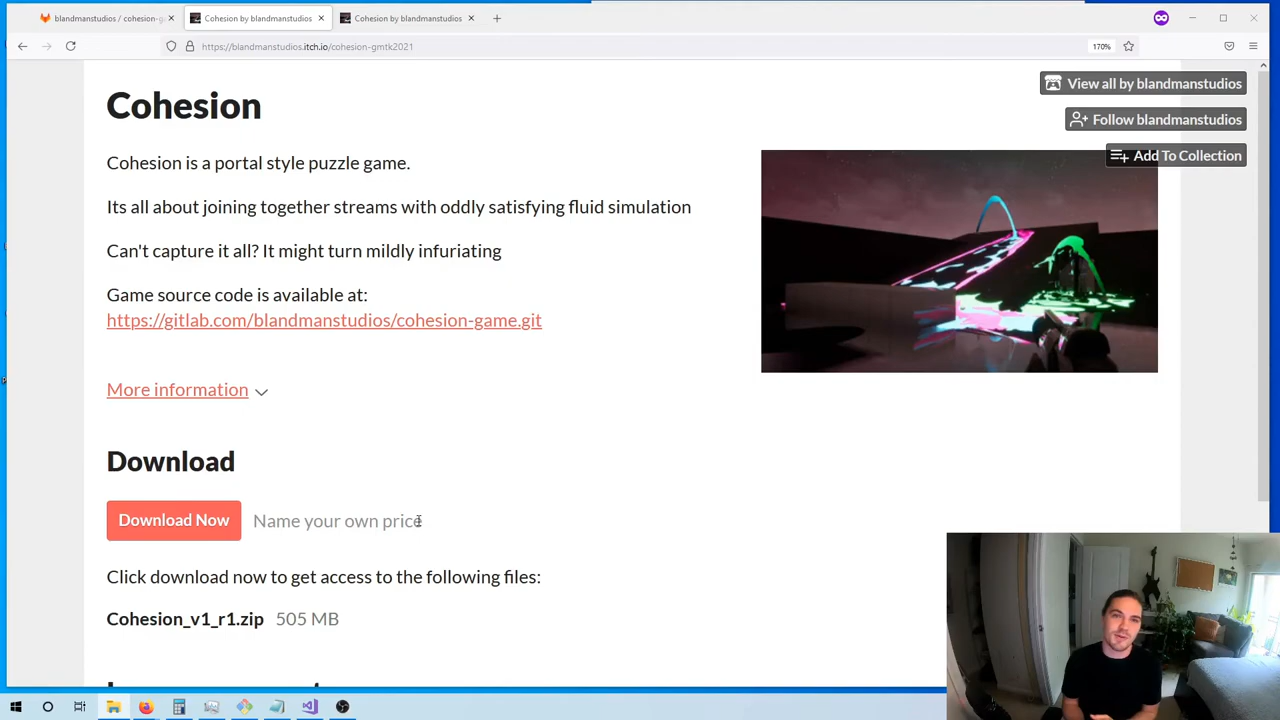 blandmanstudios / cohesion-g
Cohesion by blandmanstudios
Cohesion by blandmanstudios
https://blandmanstudios.itch.io/cohesion-gmtk2021
170%
View all by blandmanstudios
Follow blandmanstudios
Add To Collection
Cohesion
Cohesion is a portal style puzzle game.
Its all about joining together streams with oddly satisfying fluid simulation
Can't capture it all? It might turn mildly infuriating
Game source code is available at:
https://gitlab.com/blandmanstudios/cohesion-game.git
More information
Download
Download Now
Name your own price
Click download now to get access to the following files:
Cohesion_v1_r1.zip 505 MB